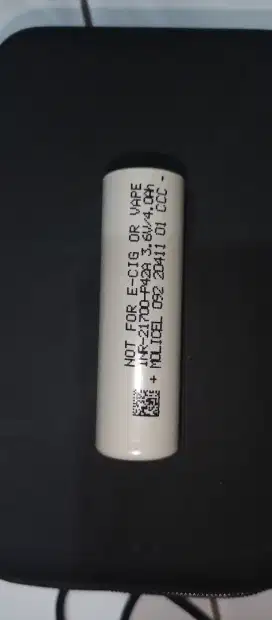 NOT FOR E-CIG OR VAPE
INR-21700-P42A 3.6V/4.0Ah
+ MOLICEL 092 20411 01 CCC -